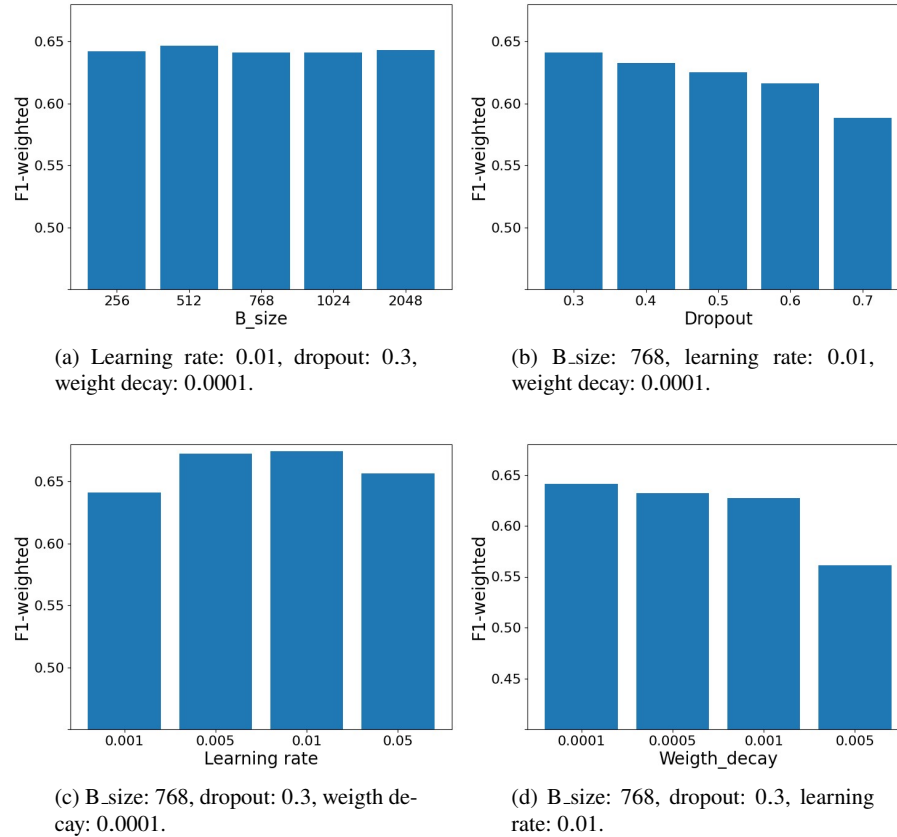 0.65
0.60
0.55
0.50
F1-weighted
256 512 768 1024 2048
B_size
(a) Learning rate: 0.01, dropout: 0.3,
weight decay: 0.0001.
0.65
0.60
0.55
0.50
F1-weighted
0.3 0.4 0.5 0.6 0.7
Dropout
(b) B_size: 768, learning rate: 0.01,
weight decay: 0.0001.
0.65
0.60
0.55
0.50
F1-weighted
0.001 0.005 0.01 0.05
Learning rate
(c) B_size: 768, dropout: 0.3, weigth de-
cay: 0.0001.
0.65
0.60
0.55
0.50
0.45
F1-weighted
0.0001 0.0005 0.001 0.005
Weigth_decay
(d) B_size: 768, dropout: 0.3, learning
rate: 0.01.